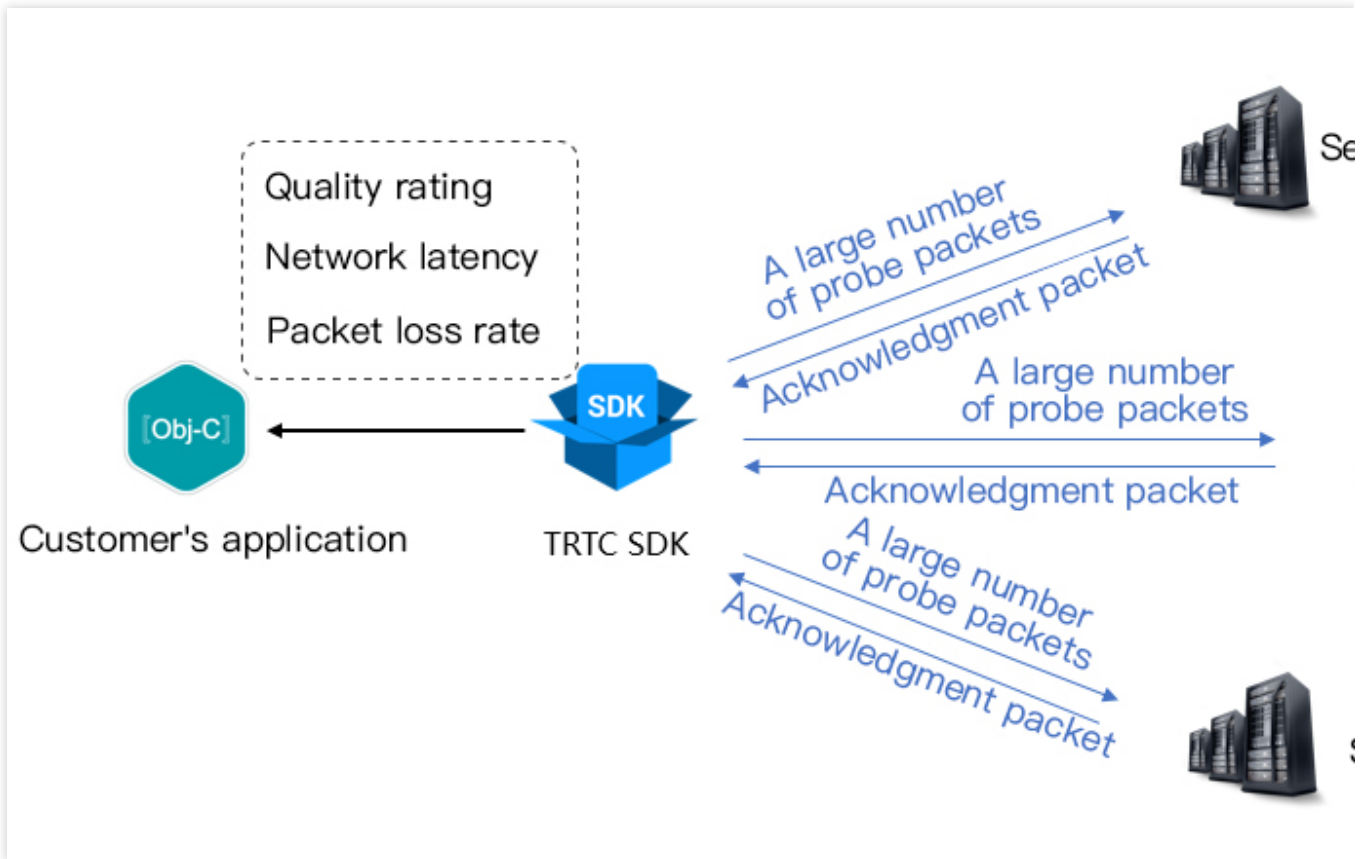 Quality rating
Network latency
Packet loss rate
[Obj-C]
Customer's application
SDK
TRTC SDK
A large number
of probe packets
Acknowledgment packet
A large number
of probe packets
Acknowledgment packet
A large number
of probe packets
Acknowledgment packet